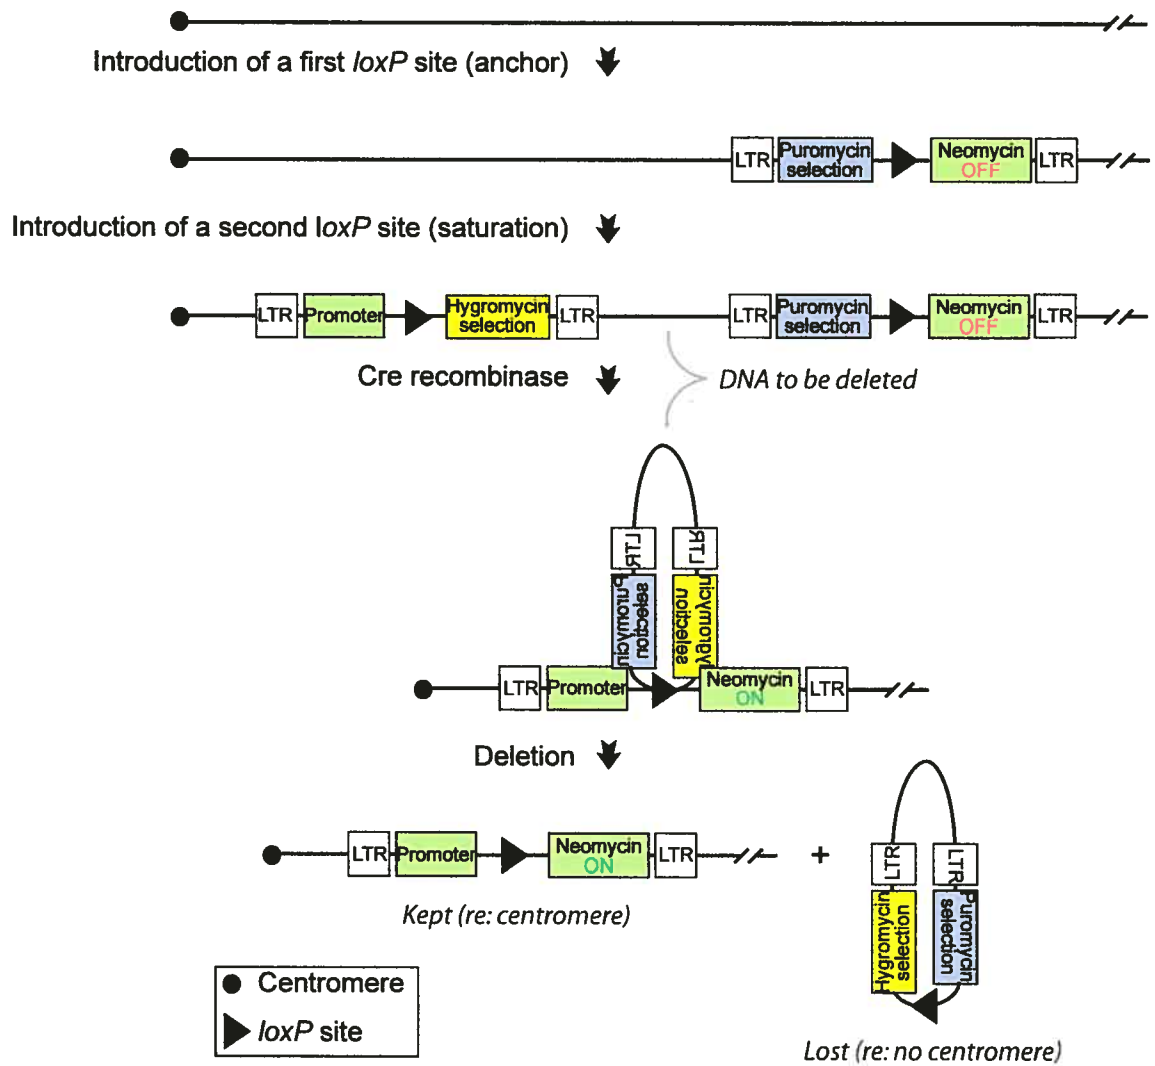 Introduction of a first loxP site (anchor)
LTR Puromycin selection Neomycin OFF LTR
Introduction of a second loxP site (saturation)
LTR Promoter Hygromycin selection LTR LTR Puromycin selection Neomycin OFF LTR
Cre recombinase
DNA to be deleted
LTR LTR
Puromycin selection Hygromycin selection
LTR Promoter Neomycin ON LTR
Deletion
LTR Promoter Neomycin ON LTR + LTR LTR
Kept (re: centromere)
Hygromycin selection Puromycin selection
Centromere
loxP site
Lost (re: no centromere)